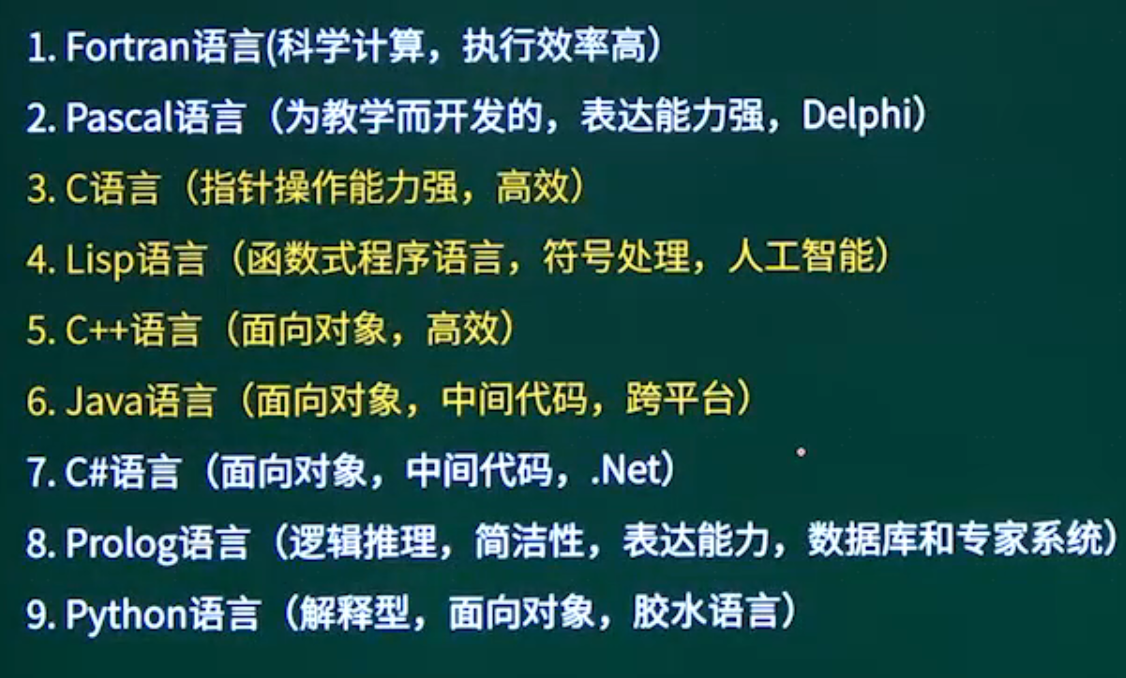 1. Fortran语言(科学计算，执行效率高）
2. Pascal语言（为教学而开发的，表达能力强，Delphi）
3. C语言（指针操作能力强，高效）
4. Lisp语言（函数式程序语言，符号处理，人工智能）
5. C++语言（面向对象，高效）
6. Java语言（面向对象，中间代码，跨平台）
7. C#语言（面向对象，中间代码，.Net）
8. Prolog语言（逻辑推理，简洁性，表达能力，数据库和专家系统）
9. Python语言（解释型，面向对象，胶水语言）